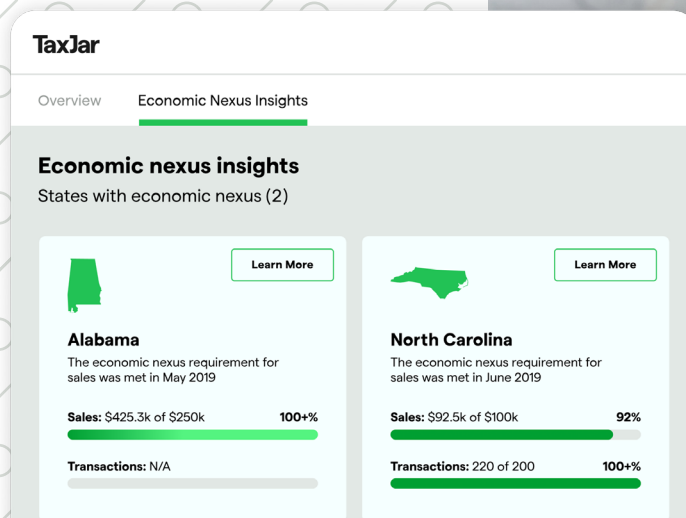 TaxJar
Overview Economic Nexus Insights
Economic nexus insights
States with economic nexus (2)
Learn More
Alabama
The economic nexus requirement for
sales was met in May 2019
Sales: $425.3k of $250k 100+%
Transactions: N/A
Learn More
North Carolina
The economic nexus requirement for
sales was met in June 2019
Sales: $92.5k of $100k 92%
Transactions: 220 of 200 100+%